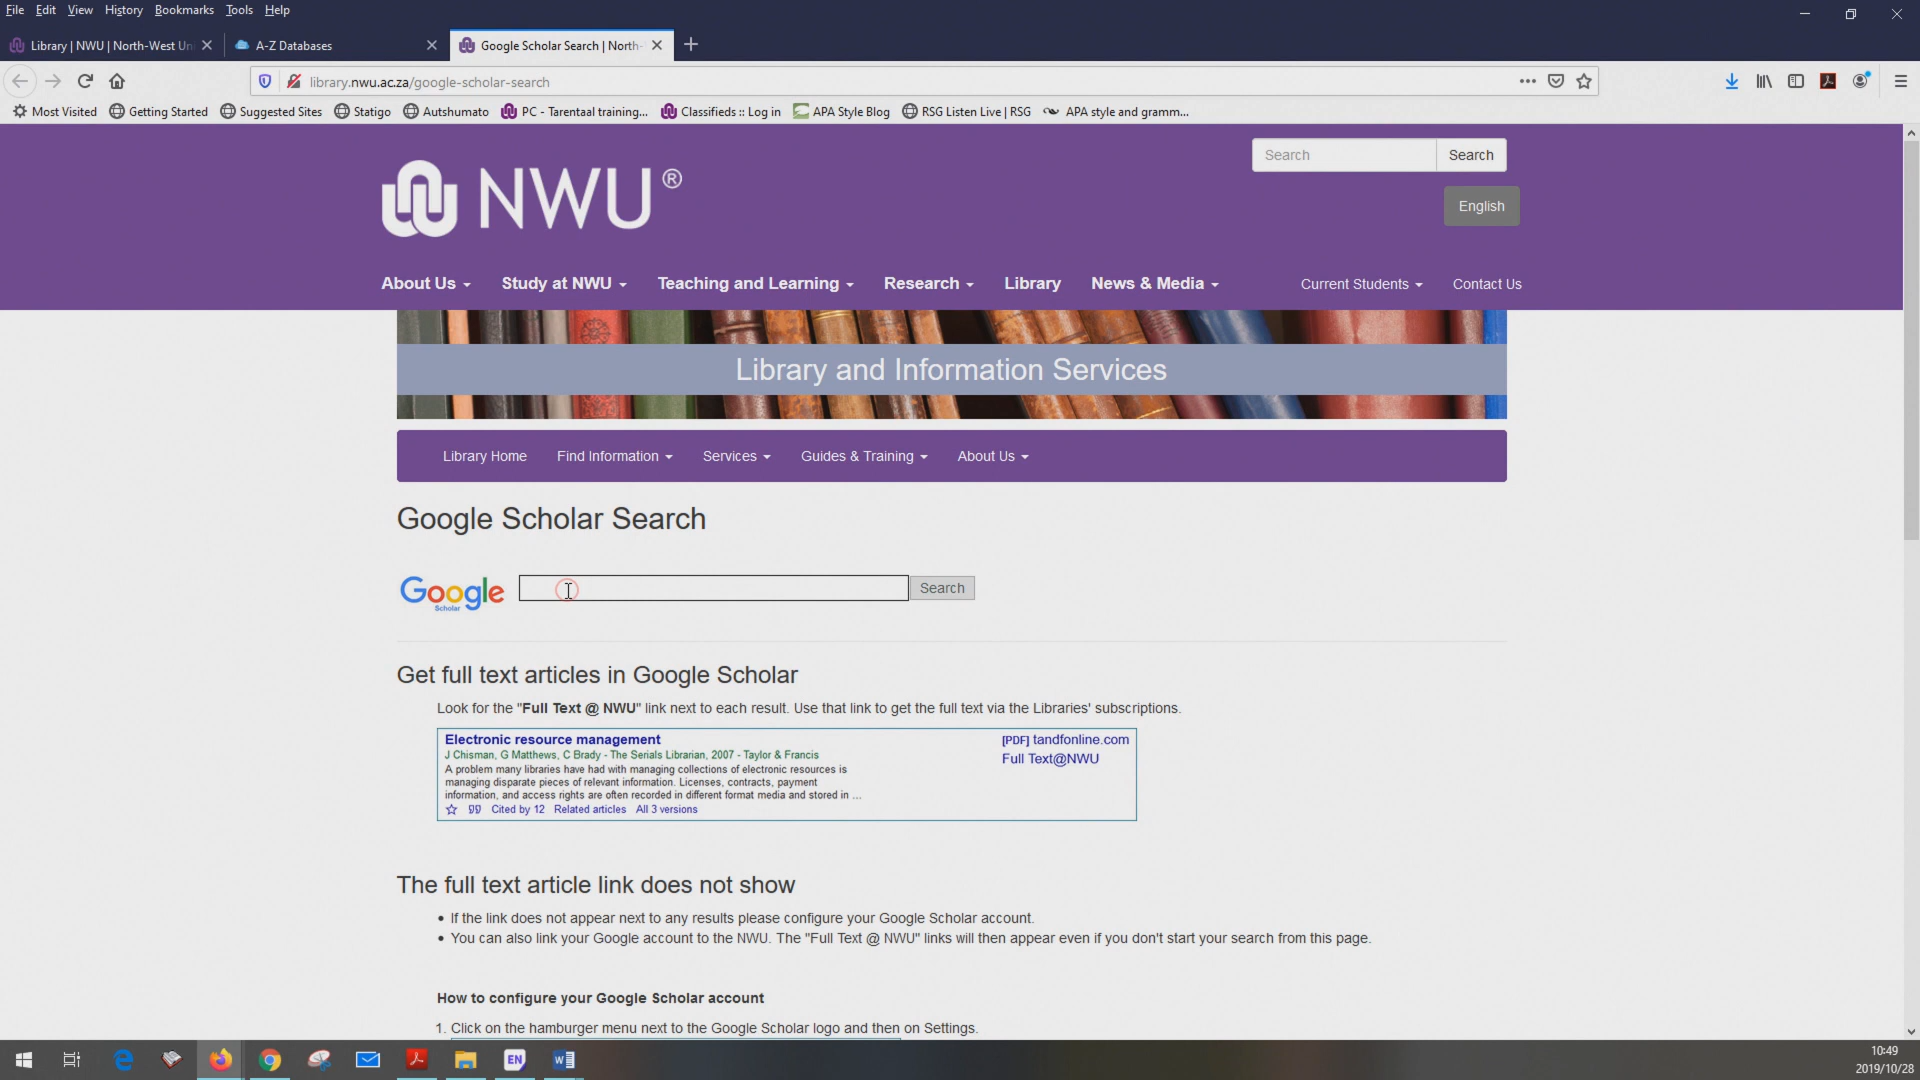 File Edit View History Bookmarks Tools Help
Library | NWU | North-West Un
A-Z Databases
Google Scholar Search | North-
library.nwu.ac.za/google-scholar-search
Most Visited Getting Started Suggested Sites Statigo Autshumato PC - Tarentaal training... Classifieds :: Log in APA Style Blog RSG Listen Live | RSG APA style and gramm...
Search Search
NWU®
English
About Us Study at NWU Teaching and Learning Research Library News & Media Current Students Contact Us
Library and Information Services
Library Home Find Information Services Guides & Training About Us
Google Scholar Search
Google Scholar Search
Get full text articles in Google Scholar
Look for the "Full Text @ NWU" link next to each result. Use that link to get the full text via the Libraries' subscriptions.
Electronic resource management [PDF] tandfonline.com
J Chisman, G Matthews, C Brady - The Serials Librarian, 2007 - Taylor & Francis Full Text@NWU
A problem many libraries have had with managing collections of electronic resources is
managing disparate pieces of relevant information. Licenses, contracts, payment
information, and access rights are often recorded in different format media and stored in ...
Cited by 12 Related articles All 3 versions
The full text article link does not show
• If the link does not appear next to any results please configure your Google Scholar account.
• You can also link your Google account to the NWU. The "Full Text @ NWU" links will then appear even if you don't start your search from this page.
How to configure your Google Scholar account
1. Click on the hamburger menu next to the Google Scholar logo and then on Settings.
EN
10:49
2019/10/28